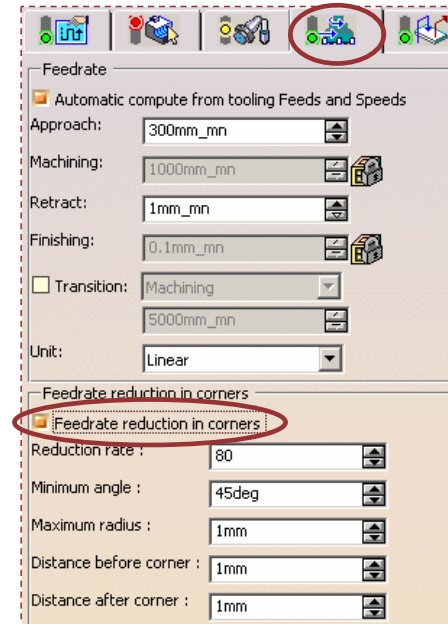 Feedrate
Automatic compute from tooling Feeds and Speeds
Approach: 300mm_mn
Machining: 1000mm_mn
Retract: 1mm_mn
Finishing: 0.1mm_mn
Transition: Machining
5000mm_mn
Unit: Linear
Feedrate reduction in corners
Feedrate reduction in corners
Reduction rate : 80
Minimum angle : 45deg
Maximum radius : 1mm
Distance before corner : 1mm
Distance after corner : 1mm